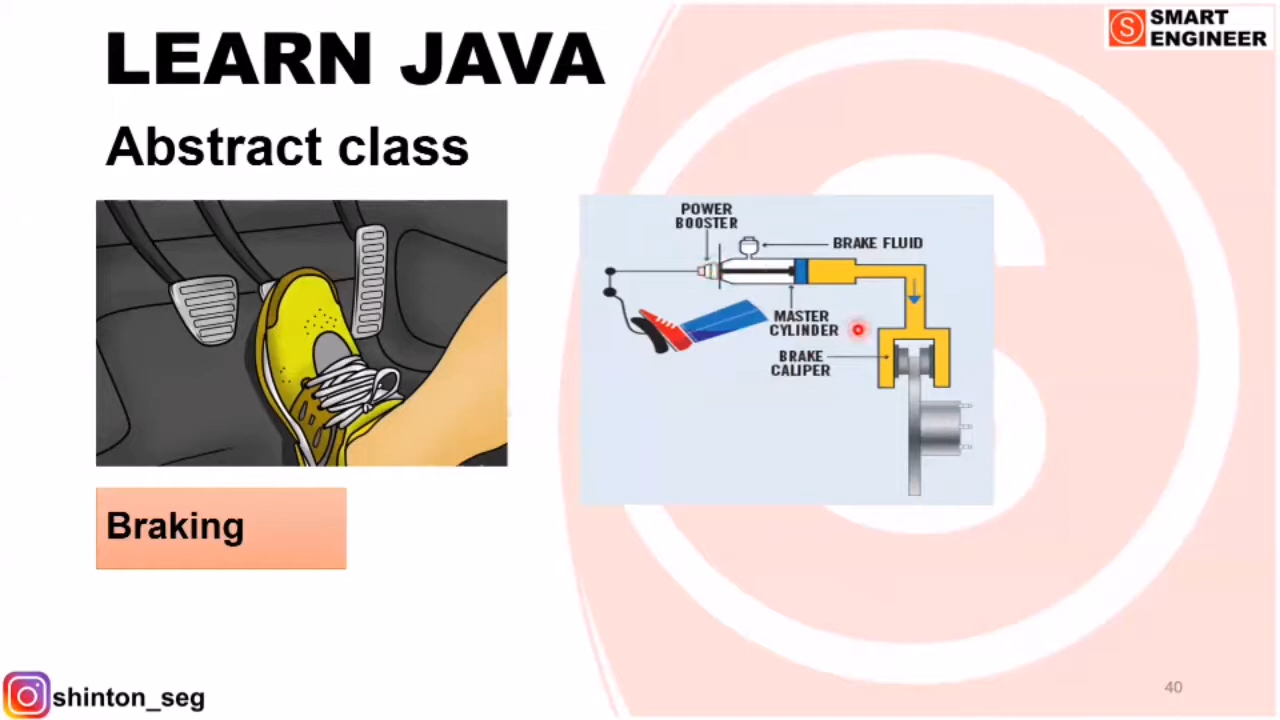 LEARN JAVA
SMART
ENGINEER
S
Abstract class
POWER
BOOSTER
BRAKE FLUID
MASTER
CYLINDER
BRAKE
CALIPER
Braking
shinton_seg
40